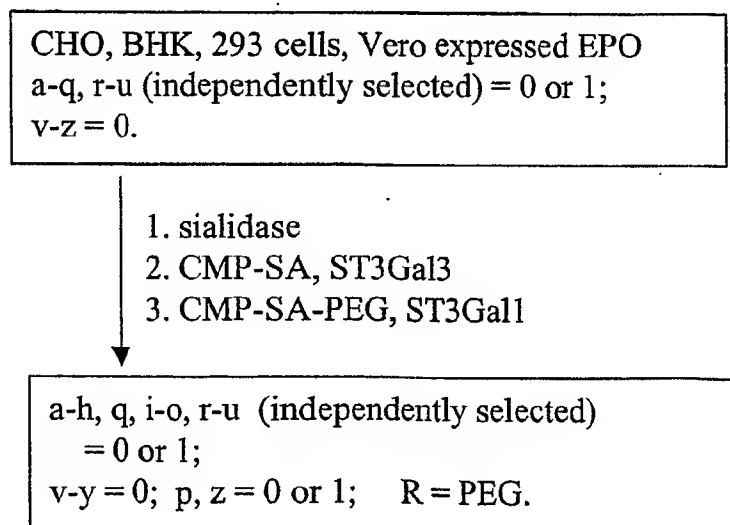 CHO, BHK, 293 cells, Vero expressed EPO
a-q, r-u (independently selected) = 0 or 1;
v-z = 0.
1. sialidase
2. CMP-SA, ST3Gal3
3. CMP-SA-PEG, ST3Gal1
a-h, q, i-o, r-u (independently selected)
= 0 or 1;
v-y = 0; p, z = 0 or 1; R = PEG.